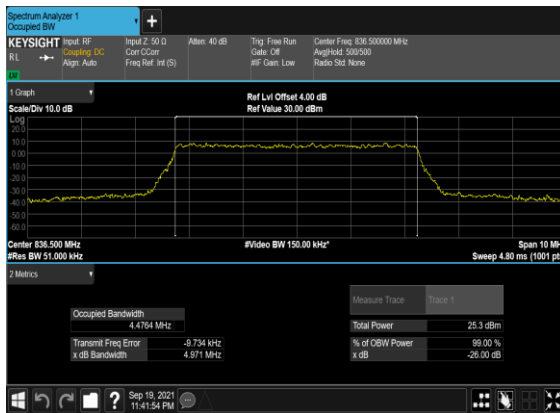 Spectrum Analyzer 1
Occupied BW
KEYSIGHT
RL
Input: RF
Coupling: DC
Align: Auto
Input Z: 50 Ω
Corr CCorr
Freq Ref: Int (S)
Atten: 40 dB
Trig: Free Run
Gate: Off
#IF Gain: Low
Center Freq: 836.500000 MHz
Avg|Hold: 500/500
Radio Std: None
1 Graph
Scale/Div 10.0 dB
Ref Lvl Offset 4.00 dB
Ref Value 30.00 dBm
Log
20.0
10.0
0.00
-10.0
-20.0
-30.0
-40.0
-50.0
-60.0
Center 836.500 MHz
#Res BW 51.000 kHz
#Video BW 150.00 kHz*
Span 10 MH
Sweep 4.80 ms (1001 pts
2 Metrics
Measure Trace Trace 1
Occupied Bandwidth
4.4764 MHz
Total Power 25.3 dBm
Transmit Freq Error -9.734 kHz
% of OBW Power 99.00 %
x dB Bandwidth 4.971 MHz
x dB -26.00 dB
?
Sep 19, 2021
11:41:54 PM